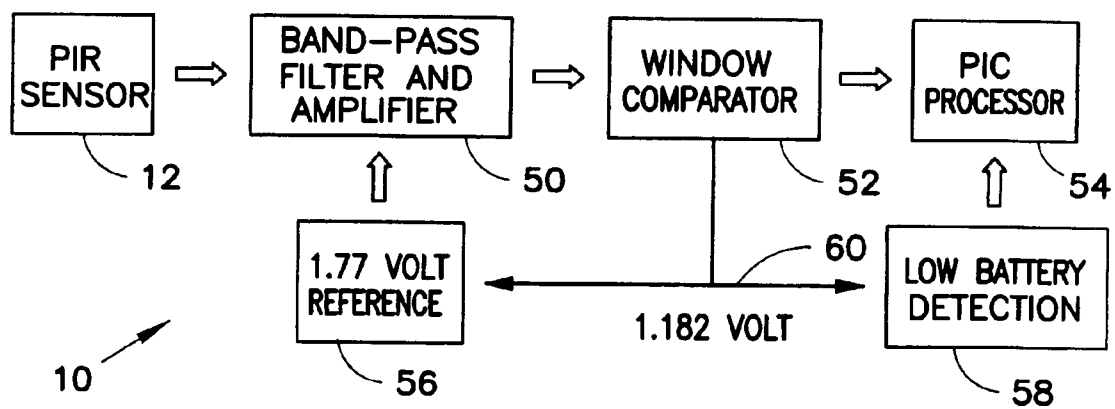 PIR
SENSOR
BAND-PASS
FILTER AND
AMPLIFIER
WINDOW
COMPARATOR
PIC
PROCESSOR
12
50
52
54
1.77 VOLT
REFERENCE
60
1.182 VOLT
LOW BATTERY
DETECTION
10
56
58